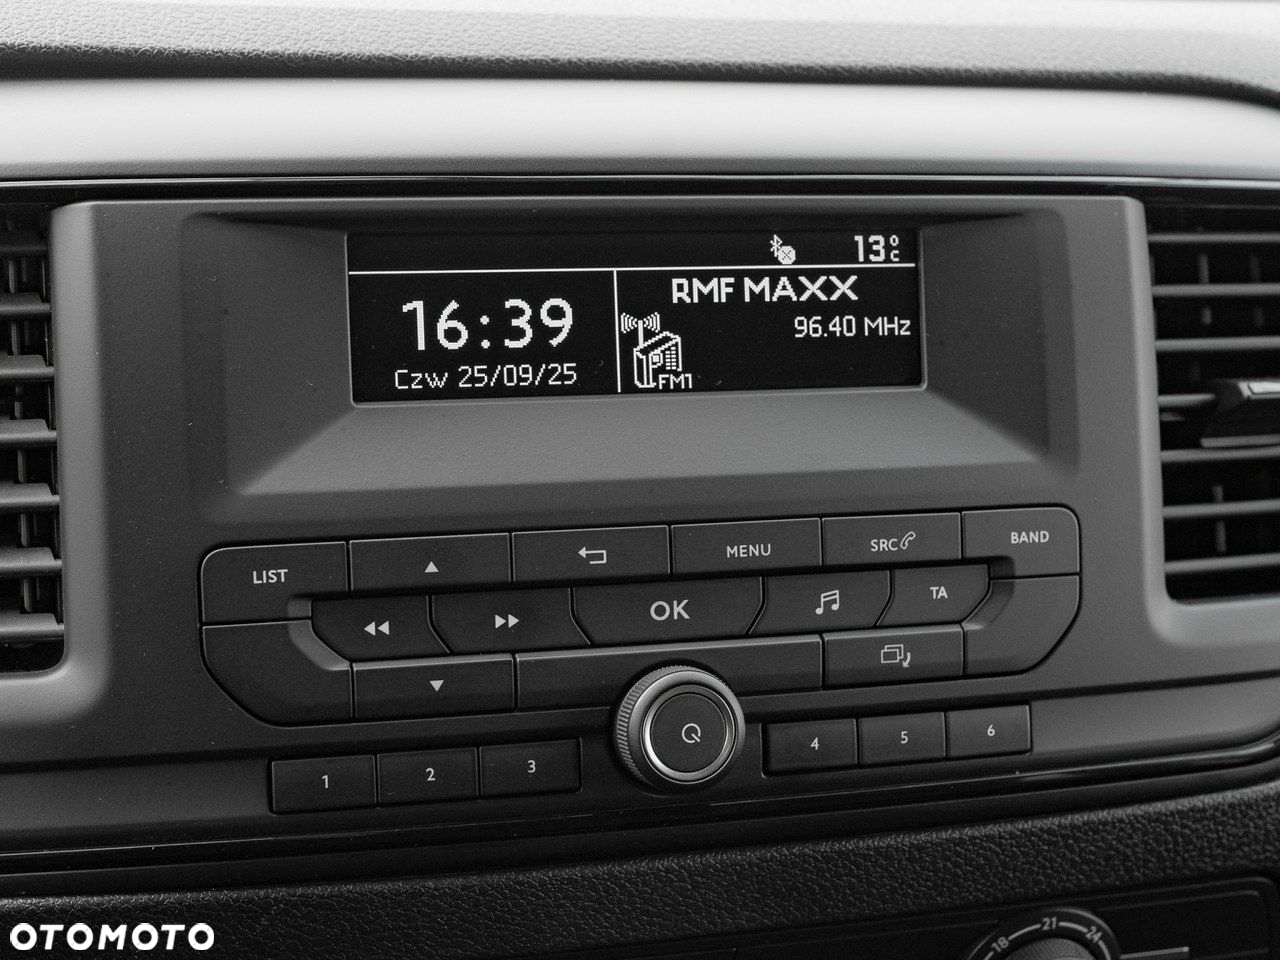 13°C
16:39
Czw 25/09/25
RMF MAXX
96.40 MHz
FM1
LIST
MENU
SRC
BAND
OK
TA
1
2
3
4
5
6
18
21
24
OTOMOTO